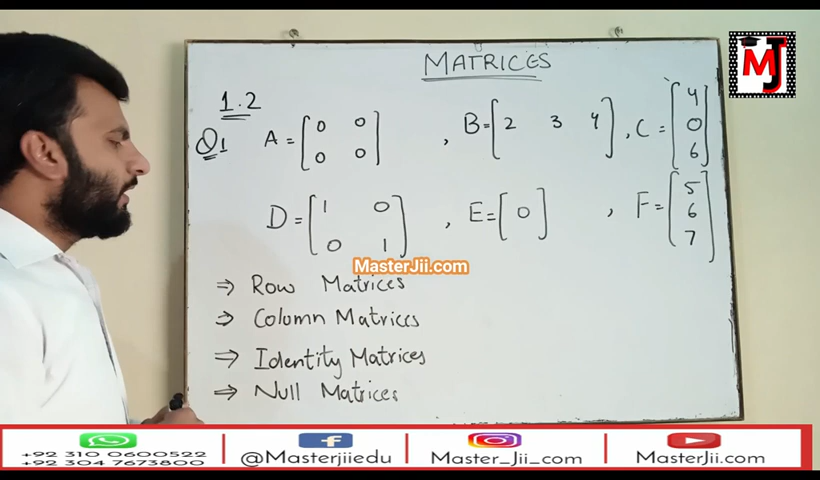 MATRICES
MJ
1.2
Q1 A = [ 0 0 , B = [ 2 3 4 ] , C = [ 4
0 0 ] 0
6 ]
D = [ 1 0 , E = [ 0 ] , F = [ 5
0 1 ] 6
7 ]
MasterJii.com
⇒ Row Matrices
⇒ Column Matrices
⇒ Identity Matrices
⇒ Null Matrices
+92 310 0600522
+92 304 7673800
@Masterjiiedu
Master_Jii_com
MasterJii.com